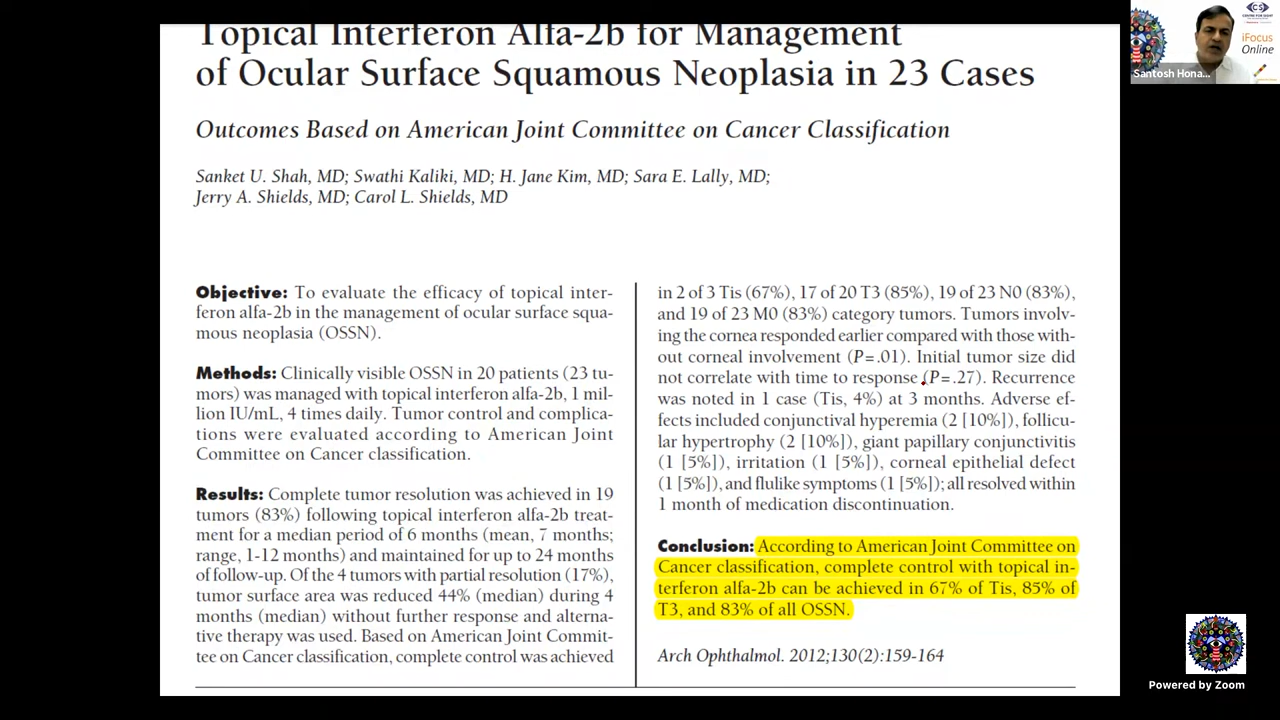 Topical Interferon Alfa-2b for Management
of Ocular Surface Squamous Neoplasia in 23 Cases
Outcomes Based on American Joint Committee on Cancer Classification
Sanket U. Shah, MD; Swathi Kaliki, MD; H. Jane Kim, MD; Sara E. Lally, MD;
Jerry A. Shields, MD; Carol L. Shields, MD
Objective: To evaluate the efficacy of topical inter-
feron alfa-2b in the management of ocular surface squa-
mous neoplasia (OSSN).
Methods: Clinically visible OSSN in 20 patients (23 tu-
mors) was managed with topical interferon alfa-2b, 1 mil-
lion IU/mL, 4 times daily. Tumor control and complica-
tions were evaluated according to American Joint
Committee on Cancer classification.
Results: Complete tumor resolution was achieved in 19
tumors (83%) following topical interferon alfa-2b treat-
ment for a median period of 6 months (mean, 7 months;
range, 1-12 months) and maintained for up to 24 months
of follow-up. Of the 4 tumors with partial resolution (17%),
tumor surface area was reduced 44% (median) during 4
months (median) without further response and alterna-
tive therapy was used. Based on American Joint Commit-
tee on Cancer classification, complete control was achieved
in 2 of 3 Tis (67%), 17 of 20 T3 (85%), 19 of 23 N0 (83%),
and 19 of 23 M0 (83%) category tumors. Tumors involv-
ing the cornea responded earlier compared with those with-
out corneal involvement (P=.01). Initial tumor size did
not correlate with time to response (P=.27). Recurrence
was noted in 1 case (Tis, 4%) at 3 months. Adverse ef-
fects included conjunctival hyperemia (2 [10%]), follicu-
lar hypertrophy (2 [10%]), giant papillary conjunctivitis
(1 [5%]), irritation (1 [5%]), corneal epithelial defect
(1 [5%]), and flulike symptoms (1 [5%]); all resolved within
1 month of medication discontinuation.
Conclusion: According to American Joint Committee on
Cancer classification, complete control with topical in-
terferon alfa-2b can be achieved in 67% of Tis, 85% of
T3, and 83% of all OSSN.
Arch Ophthalmol. 2012;130(2):159-164
CS
CENTRE FOR SIGHT
iFocus
Online
Santosh Hona...
Powered by Zoom